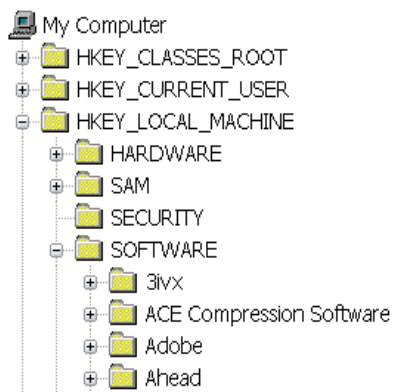 My Computer
HKEY_CLASSES_ROOT
HKEY_CURRENT_USER
HKEY_LOCAL_MACHINE
HARDWARE
SAM
SECURITY
SOFTWARE
3ivx
ACE Compression Software
Adobe
Ahead